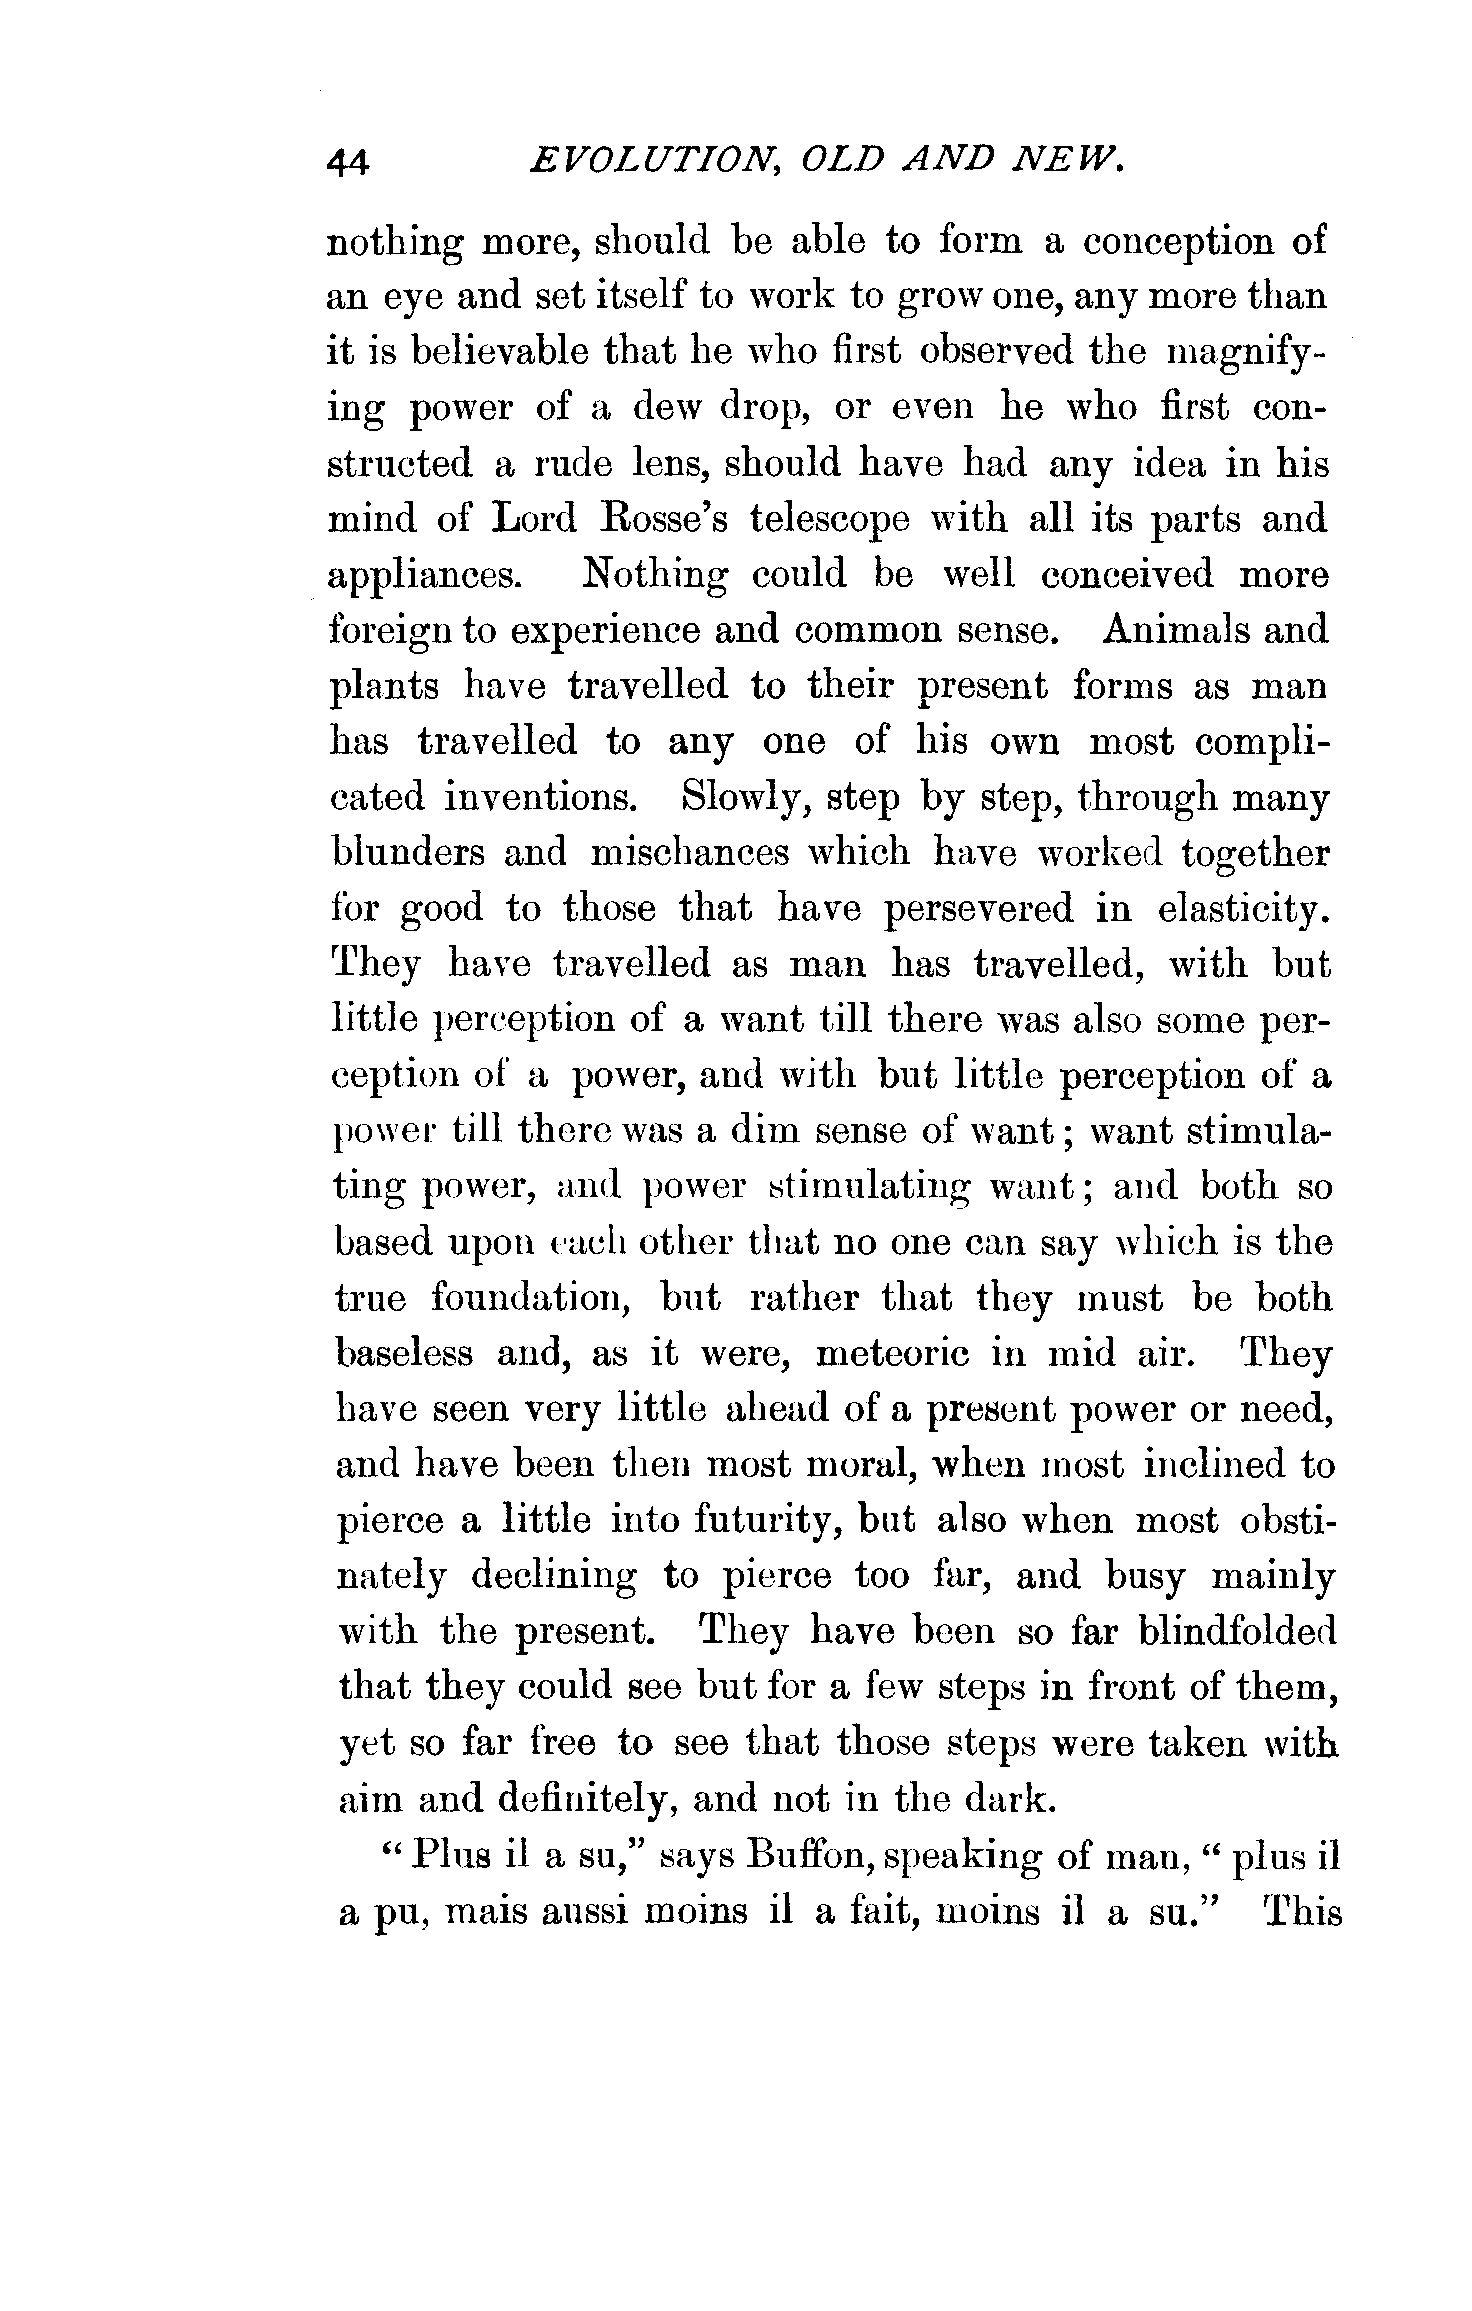 44 EVOLUTION, OLD AND NEW.
nothing more, should be able to form a conception of
an eye and set itself to work to grow one, any more than
it is believable that he who first observed the magnify-
ing power of a dew drop, or even he who first con-
structed a rude lens, should have had any idea in his
mind of Lord Rosse's telescope with all its parts and
appliances. Nothing could be well conceived more
foreign to experience and common sense. Animals and
plants have travelled to their present forms as man
has travelled to any one of his own most compli-
cated inventions. Slowly, step by step, through many
blunders and mischances which have worked together
for good to those that have persevered in elasticity.
They have travelled as man has travelled, with but
little perception of a want till there was also some per-
ception of a power, and with but little perception of a
power till there was a dim sense of want; want stimula-
ting power, and power stimulating want; and both so
based upon each other that no one can say which is the
true foundation, but rather that they must be both
baseless and, as it were, meteoric in mid air. They
have seen very little ahead of a present power or need,
and have been then most moral, when most inclined to
pierce a little into futurity, but also when most obsti-
nately declining to pierce too far, and busy mainly
with the present. They have been so far blindfolded
that they could see but for a few steps in front of them,
yet so far free to see that those steps were taken with
aim and definitely, and not in the dark.
“Plus il a su,” says Buffon, speaking of man, “plus il
a pu, mais aussi moins il a fait, moins il a su.” This